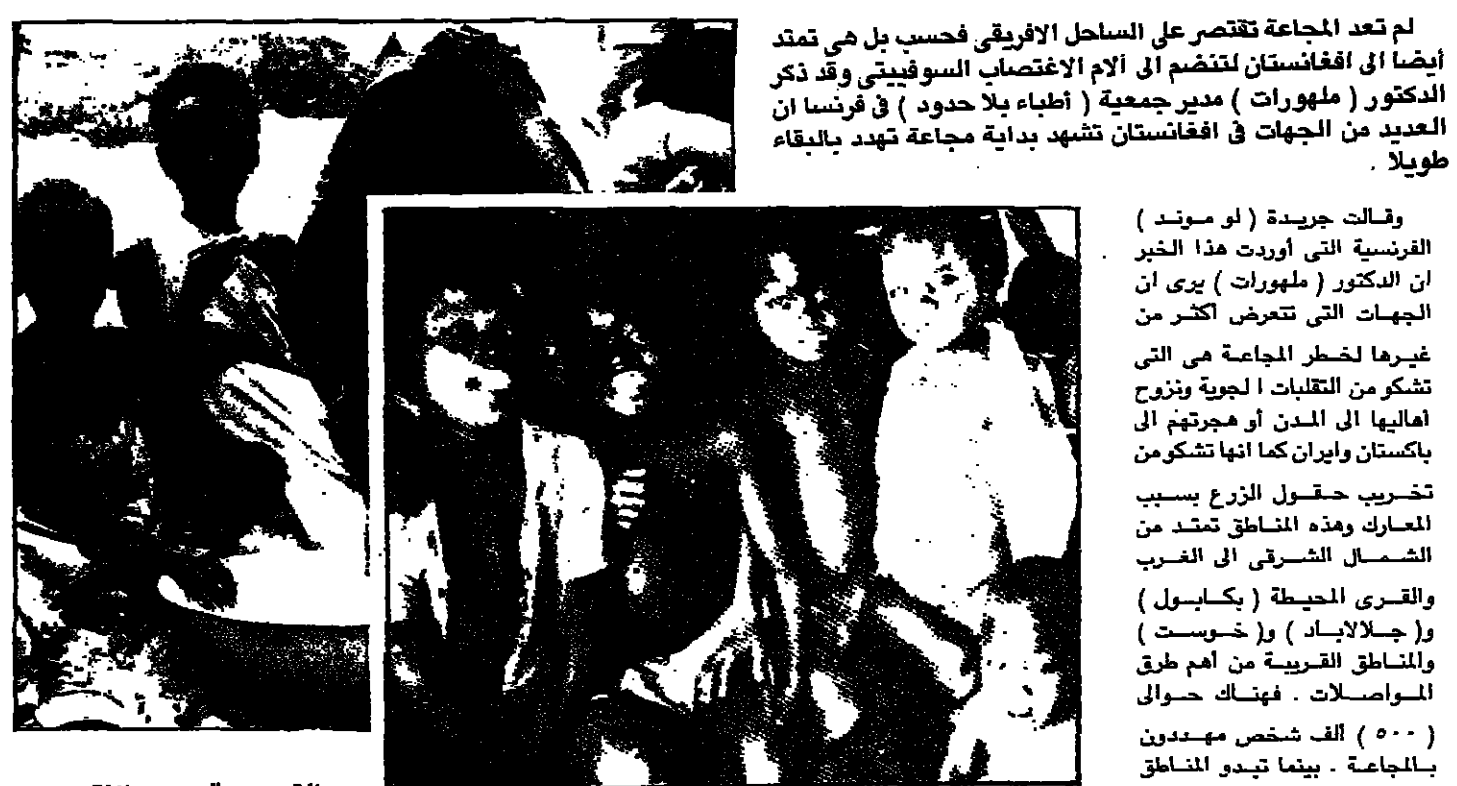 لم تعد المجاعة تقتصر على الساحل الافريقى فحسب بل هى تمتد
أيضا الى افغانستان لتنضم الى آلام الاغتصاب السوفييتى وقد ذكر
الدكتور ( ملهورات ) مدير جمعية ( أطباء بلا حدود ) فى فرنسا ان
العديد من الجهات فى افغانستان تشهد بداية مجاعة تهدد بالبقاء
طويلا .
وقالت جريدة ( لو موند )
الفرنسية التى أوردت هذا الخبر
ان الدكتور ( ملهورات ) يرى ان
الجهات التى تتعرض اكثر من
غيرها لخطر المجاعة هى التى
تشكو من التقلبات الجوية ونزوح
أهاليها الى المدن أو هجرتهم الى
باكستان وايران كما انها تشكو من
تخريب حقول الزرع بسبب
المعارك وهذه المناطق تمتد من
الشمال الشرقى الى الغرب
والقرى المحيطة ( بكابول )
و( جلالاباد ) و( خوست )
والمناطق القريبة من أهم طرق
المواصلات . فهناك حوالى
( ٥٠٠ ) ألف شخص مهددون
بالمجاعة . بينما تبدو المناطق